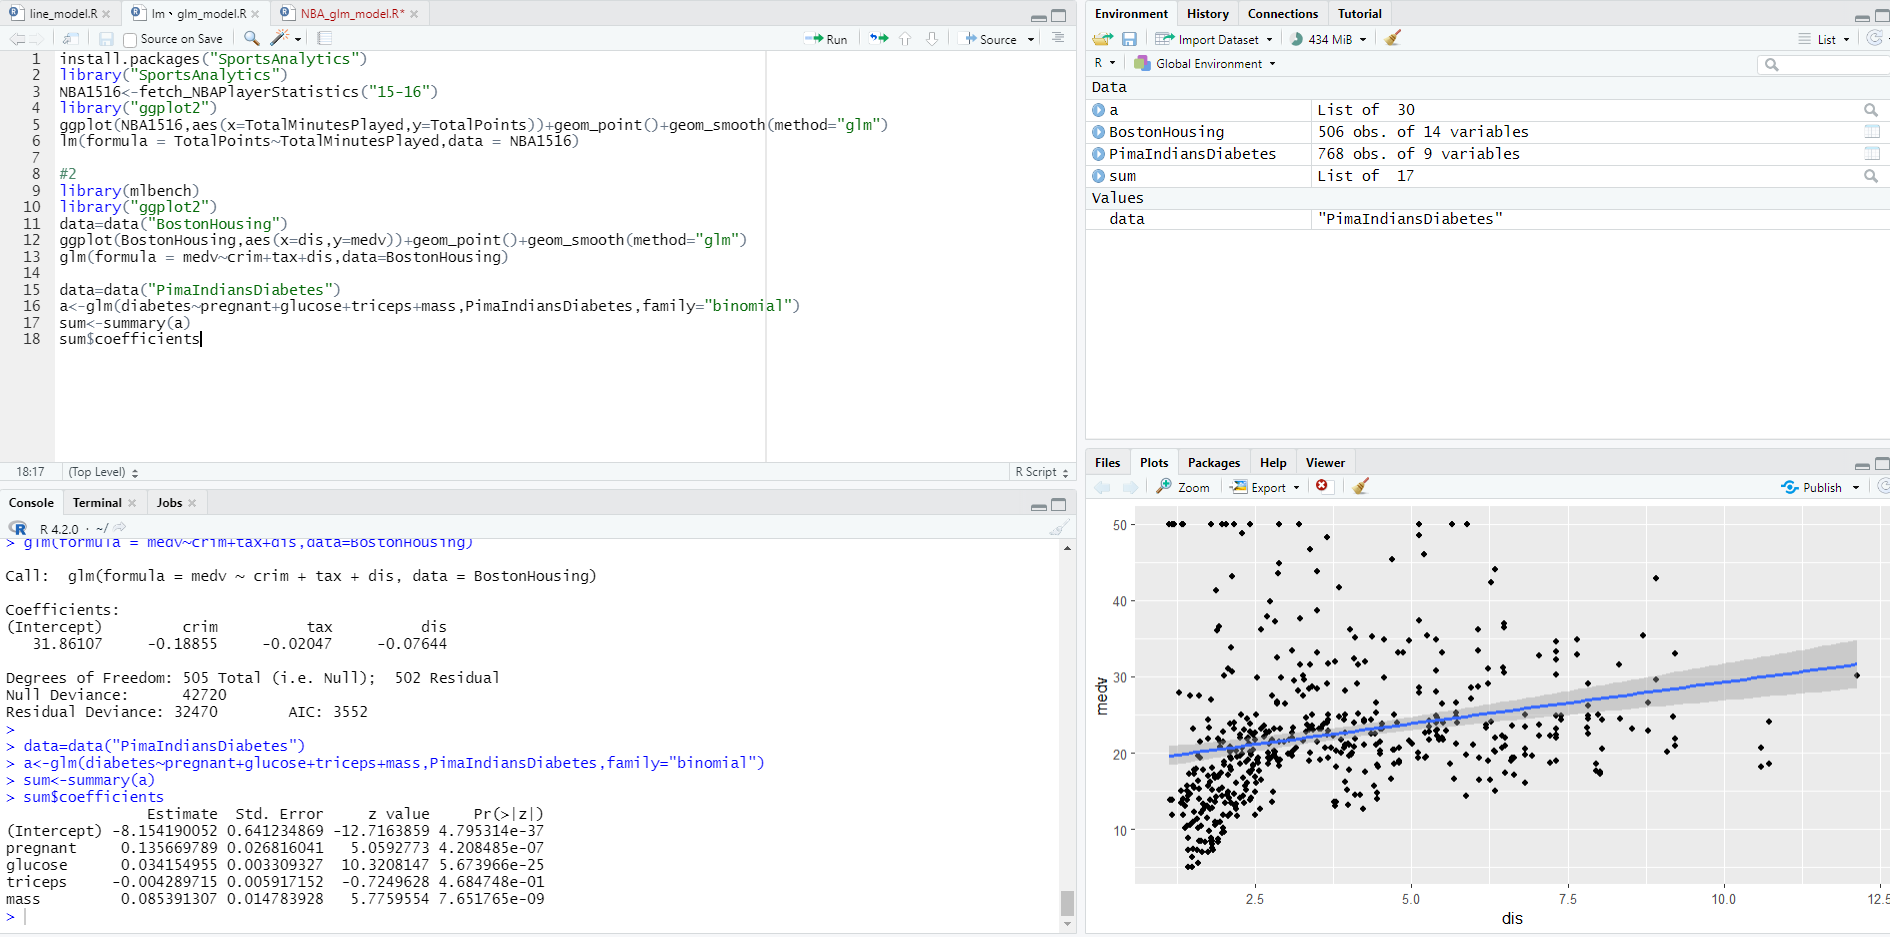 line_model.R
lm、glm_model.R
NBA_glm_model.R*
Source on Save
Run
Source
1 install.packages("SportsAnalytics")
2 library("SportsAnalytics")
3 NBA1516<-fetch_NBAPlayerStatistics("15-16")
4 library("ggplot2")
5 ggplot(NBA1516,aes(x=TotalMinutesPlayed,y=TotalPoints))+geom_point()+geom_smooth(method="glm")
6 lm(formula = TotalPoints~TotalMinutesPlayed,data = NBA1516)
7
8 #2
9 library(mlbench)
10 library("ggplot2")
11 data=data("BostonHousing")
12 ggplot(BostonHousing,aes(x=dis,y=medv))+geom_point()+geom_smooth(method="glm")
13 glm(formula = medv~crim+tax+dis,data=BostonHousing)
14
15 data=data("PimaIndiansDiabetes")
16 a<-glm(diabetes~pregnant+glucose+triceps+mass,PimaIndiansDiabetes,family="binomial")
17 sum<-summary(a)
18 sum$coefficients
18:17 (Top Level) R Script
Console Terminal Jobs
R 4.2.0 · ~/
> glm(formula = medv~crim+tax+dis,data=BostonHousing)
Call:  glm(formula = medv ~ crim + tax + dis, data = BostonHousing)
Coefficients:
(Intercept)         crim          tax          dis
   31.86107     -0.18855     -0.02047     -0.07644
Degrees of Freedom: 505 Total (i.e. Null);  502 Residual
Null Deviance:      42720
Residual Deviance: 32470        AIC: 3552
>
> data=data("PimaIndiansDiabetes")
> a<-glm(diabetes~pregnant+glucose+triceps+mass,PimaIndiansDiabetes,family="binomial")
> sum<-summary(a)
> sum$coefficients
                Estimate  Std. Error     z value     Pr(>|z|)
(Intercept) -8.154190052 0.641234869 -12.7163859 4.795314e-37
pregnant     0.135669789 0.026816041   5.0592773 4.208485e-07
glucose      0.034154955 0.003309327  10.3208147 5.673966e-25
triceps     -0.004289715 0.005917152  -0.7249628 4.684748e-01
mass         0.085391307 0.014783928   5.7759554 7.651765e-09
>
Environment History Connections Tutorial
Import Dataset 434 MiB List
R Global Environment
Data
a List of  30
BostonHousing 506 obs. of 14 variables
PimaIndiansDiabetes 768 obs. of 9 variables
sum List of  17
Values
data "PimaIndiansDiabetes"
Files Plots Packages Help Viewer
Zoom Export Publish
50
40
30
20
10
medv
2.5 5.0 7.5 10.0 12.5
dis